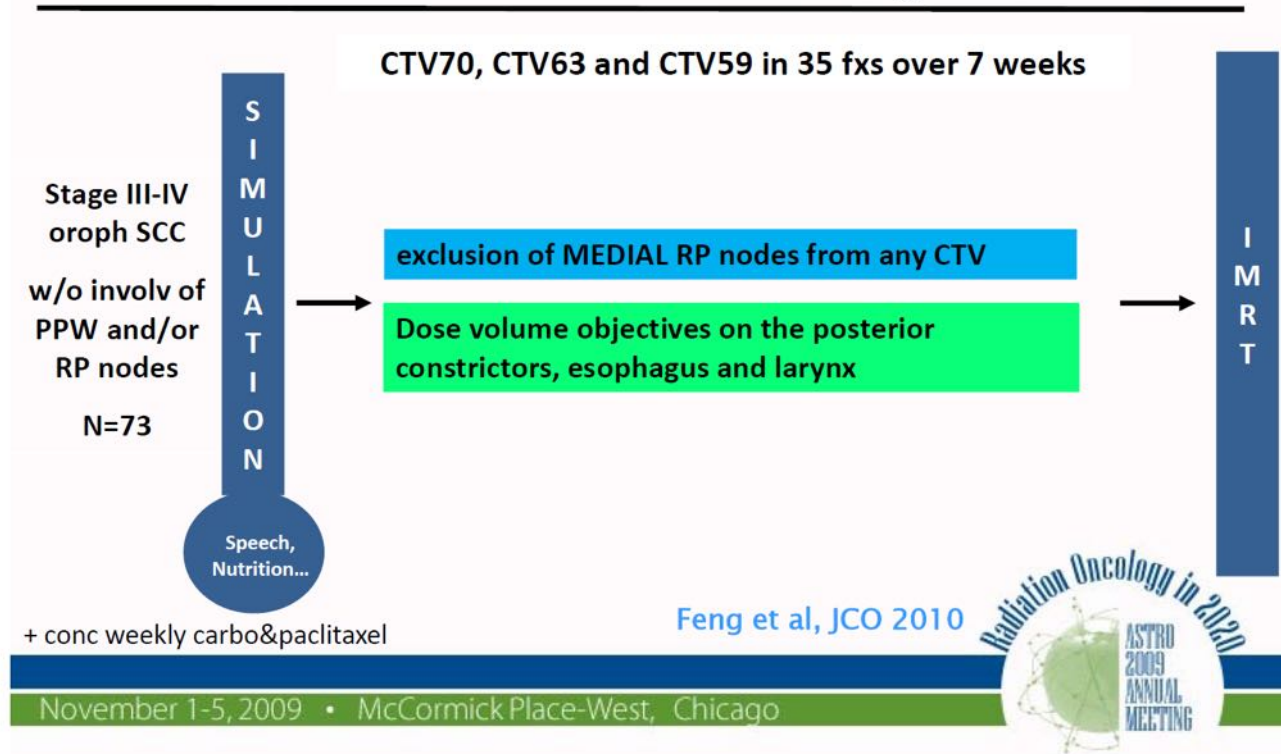 CTV70, CTV63 and CTV59 in 35 fxs over 7 weeks
Stage III-IV
oroph SCC
w/o involv of
PPW and/or
RP nodes
N=73
S
I
M
U
L
A
T
I
O
N
Speech,
Nutrition...
+ conc weekly carbo&paclitaxel
exclusion of MEDIAL RP nodes from any CTV
Dose volume objectives on the posterior
constrictors, esophagus and larynx
I
M
R
T
Feng et al, JCO 2010
Radiation Oncology in 2020
ASTRO
2009
ANNUAL
MEETING
November 1-5, 2009 • McCormick Place-West, Chicago